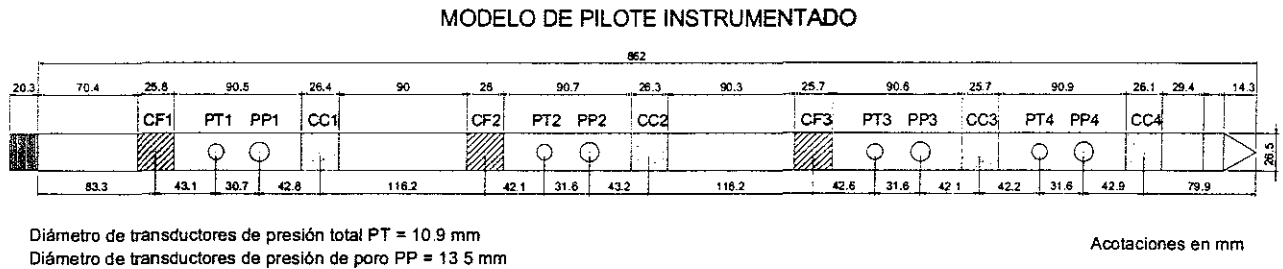 MODELO DE PILOTE INSTRUMENTADO
862
20.3 70.4 25.8 90.5 26.4 90 26 90.7 26.3 90.3 25.7 90.6 25.7 90.9 26.1 29.4 14.3
CF1 PT1 PP1 CC1 CF2 PT2 PP2 CC2 CF3 PT3 PP3 CC3 PT4 PP4 CC4
26.5
83.3 43.1 30.7 42.8 116.2 42.1 31.6 43.2 116.2 42.6 31.6 42.1 42.2 31.6 42.9 79.9
Diámetro de transductores de presión total PT = 10.9 mm
Diámetro de transductores de presión de poro PP = 13 5 mm
Acotaciones en mm